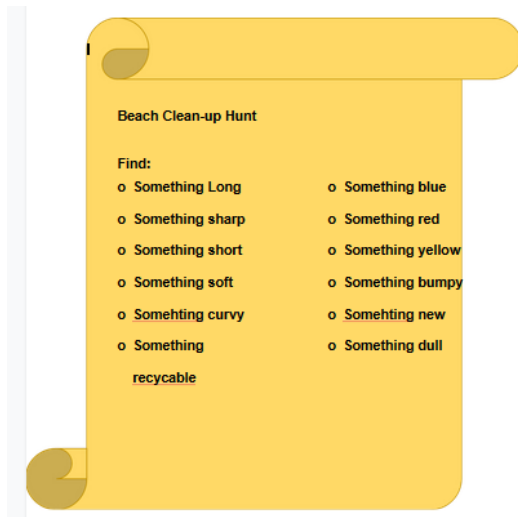 Beach Clean-up Hunt
Find:
o Something Long
o Something sharp
o Something short
o Something soft
o Somehting curvy
o Something
recycable
o Something blue
o Something red
o Something yellow
o Something bumpy
o Somehting new
o Something dull